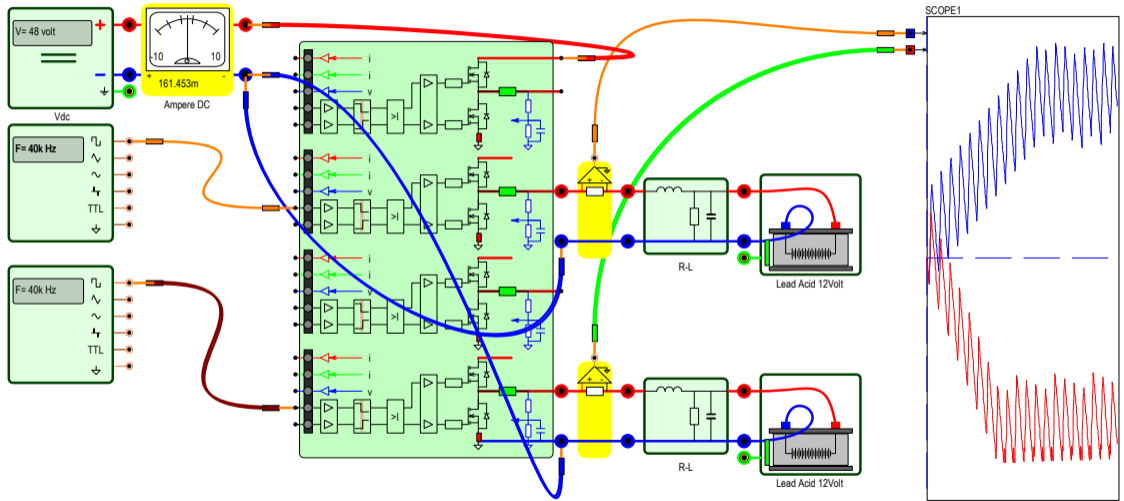 V= 48 volt
+
−
-10
10
+
-
161.453m
Ampere DC
Vdc
F= 40k Hz
TTL
F= 40k Hz
TTL
i
i
v
>|
i
i
v
>|
i
i
v
>|
i
i
v
>|
+ -
R-L
Lead Acid 12Volt
+ -
R-L
Lead Acid 12Volt
SCOPE1